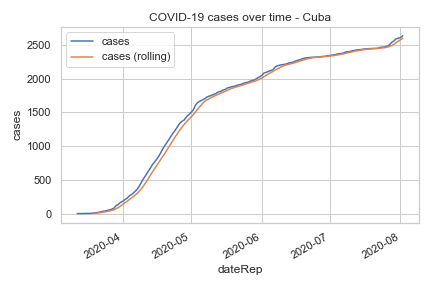 COVID-19 cases over time - Cuba
cases
cases (rolling)
2500
2000
1500
1000
500
0
cases
2020-04
2020-05
2020-06
2020-07
2020-08
dateRep